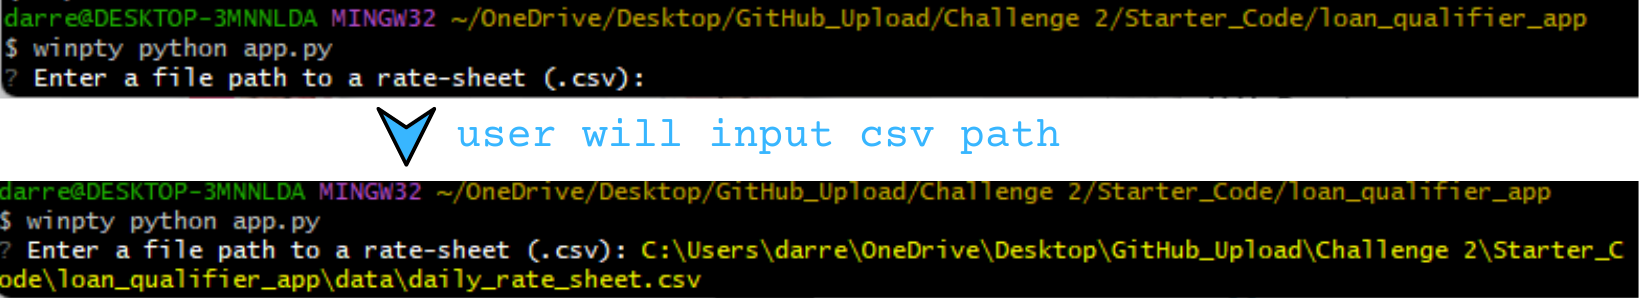 darre@DESKTOP-3MNNLDA MINGW32 ~/OneDrive/Desktop/GitHub_Upload/Challenge 2/Starter_Code/loan_qualifier_app
$ winpty python app.py
? Enter a file path to a rate-sheet (.csv):
user will input csv path
darre@DESKTOP-3MNNLDA MINGW32 ~/OneDrive/Desktop/GitHub_Upload/Challenge 2/Starter_Code/loan_qualifier_app
$ winpty python app.py
? Enter a file path to a rate-sheet (.csv): C:\Users\darre\OneDrive\Desktop\GitHub_Upload\Challenge 2\Starter_C
ode\loan_qualifier_app\data\daily_rate_sheet.csv